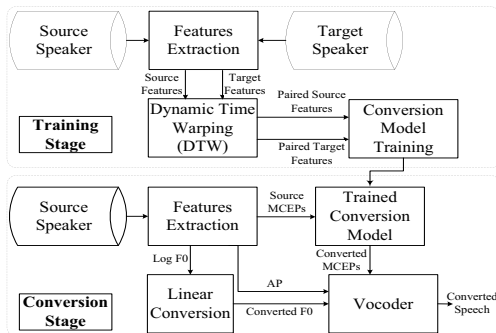 Source
Speaker
Features
Extraction
Target
Speaker
Source
Features
Target
Features
Dynamic Time
Warping
(DTW)
Paired Source
Features
Paired Target
Features
Conversion
Model
Training
Training
Stage
Source
Speaker
Features
Extraction
Source
MCEPs
Trained
Conversion
Model
Log F0
AP
Converted
MCEPs
Linear
Conversion
Converted F0
Vocoder
Converted
Speech
Conversion
Stage